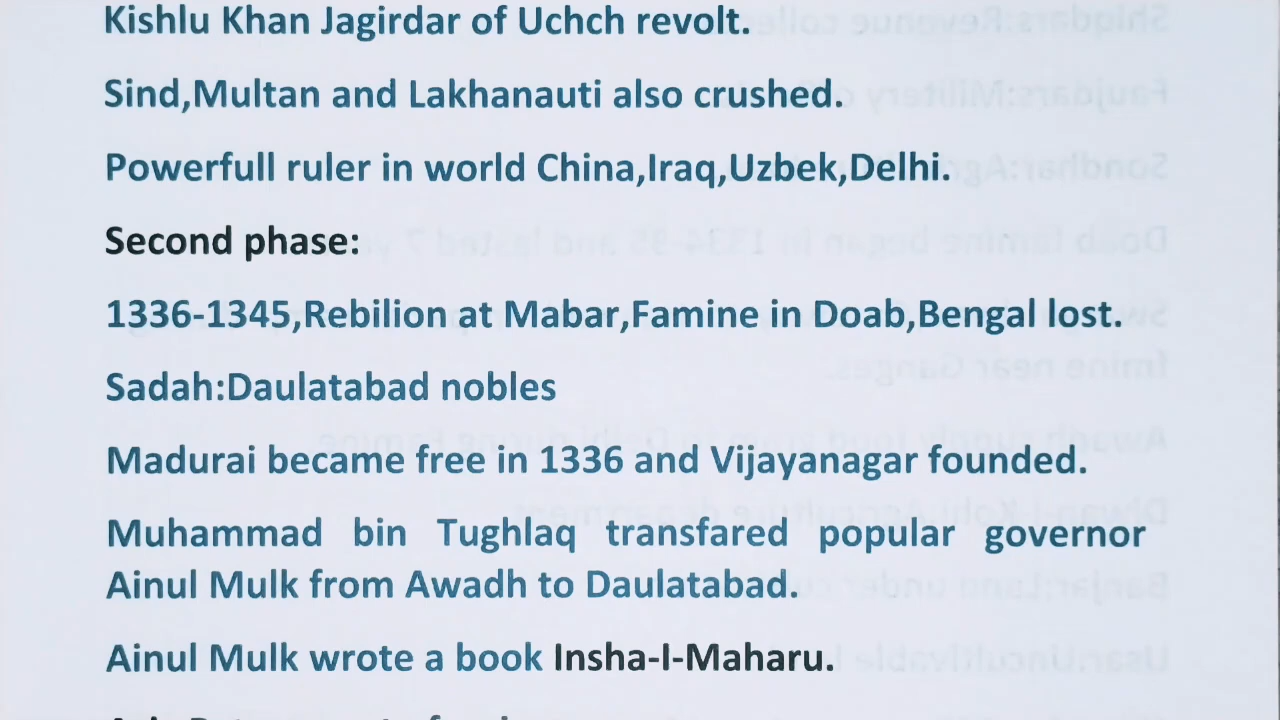 Kishlu Khan Jagirdar of Uchch revolt.
Sind,Multan and Lakhanauti also crushed.
Powerfull ruler in world China,Iraq,Uzbek,Delhi.
Second phase:
1336-1345,Rebilion at Mabar,Famine in Doab,Bengal lost.
Sadah:Daulatabad nobles
Madurai became free in 1336 and Vijayanagar founded.
Muhammad bin Tughlaq transfared popular governor
Ainul Mulk from Awadh to Daulatabad.
Ainul Mulk wrote a book Insha-I-Maharu.